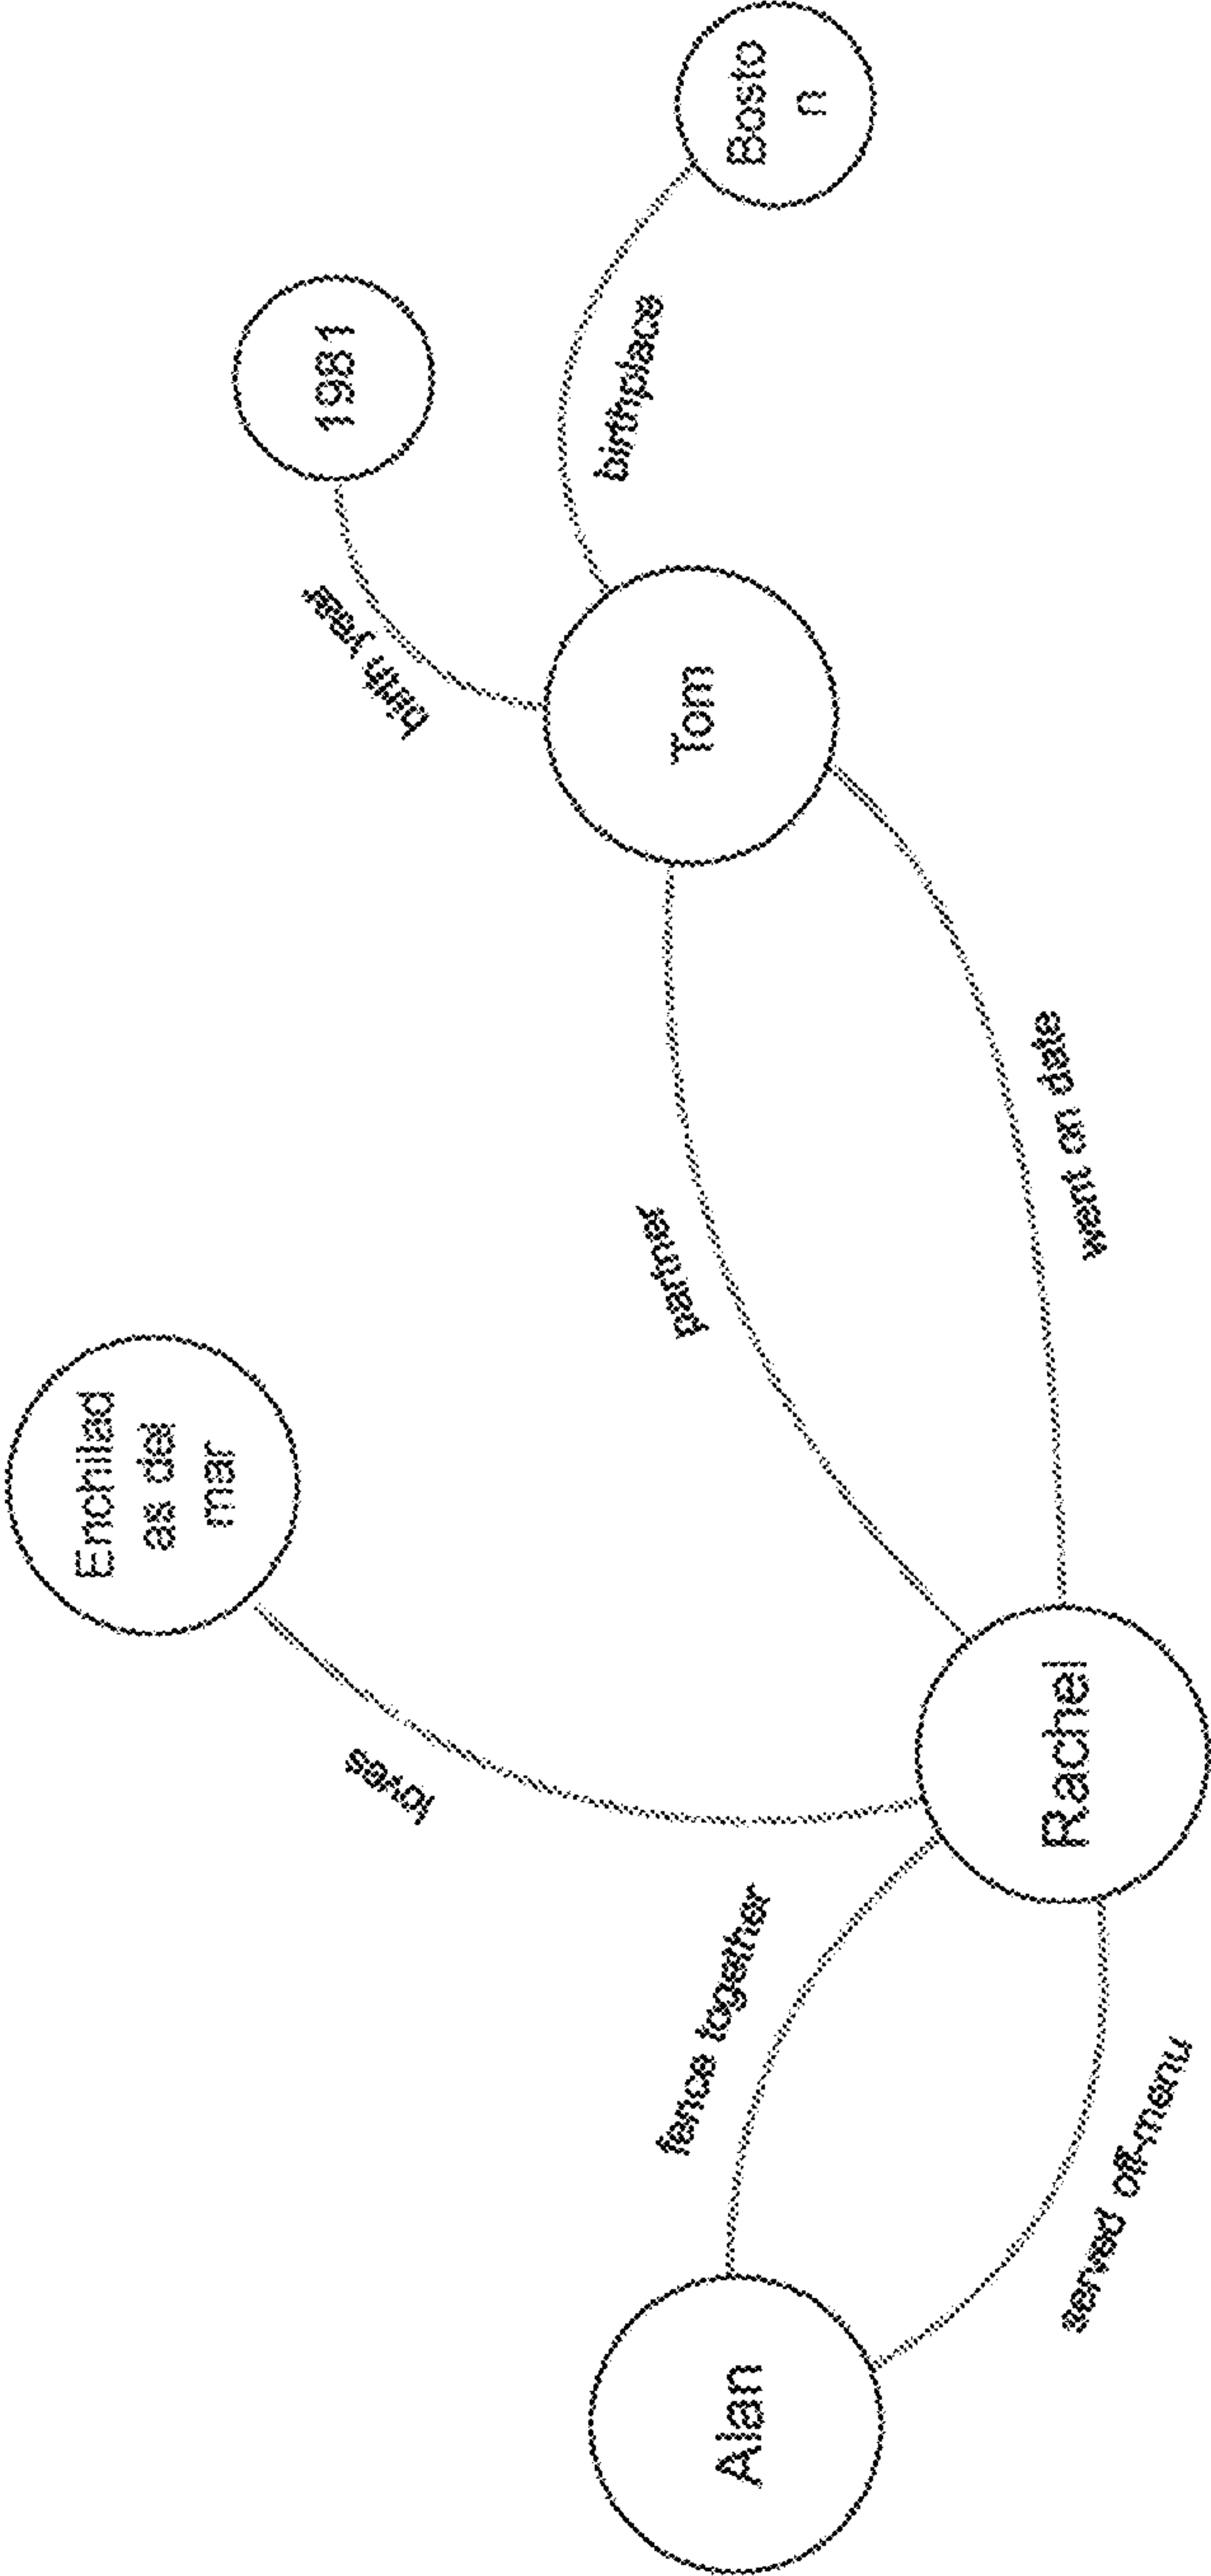 Enchilad
as del
mar
1981
Bosto
n
birth year
birthplace
Tom
loves
partner
went on date
fence together
Rachel
Alan
served off-menu